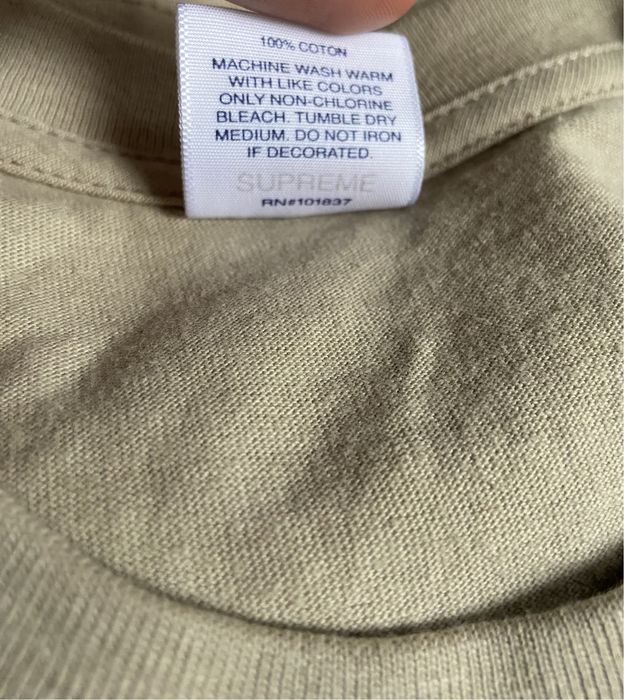 100% COTON
MACHINE WASH WARM
WITH LIKE COLORS
ONLY NON-CHLORINE
BLEACH. TUMBLE DRY
MEDIUM. DO NOT IRON
IF DECORATED.
SUPREME
RN#101837